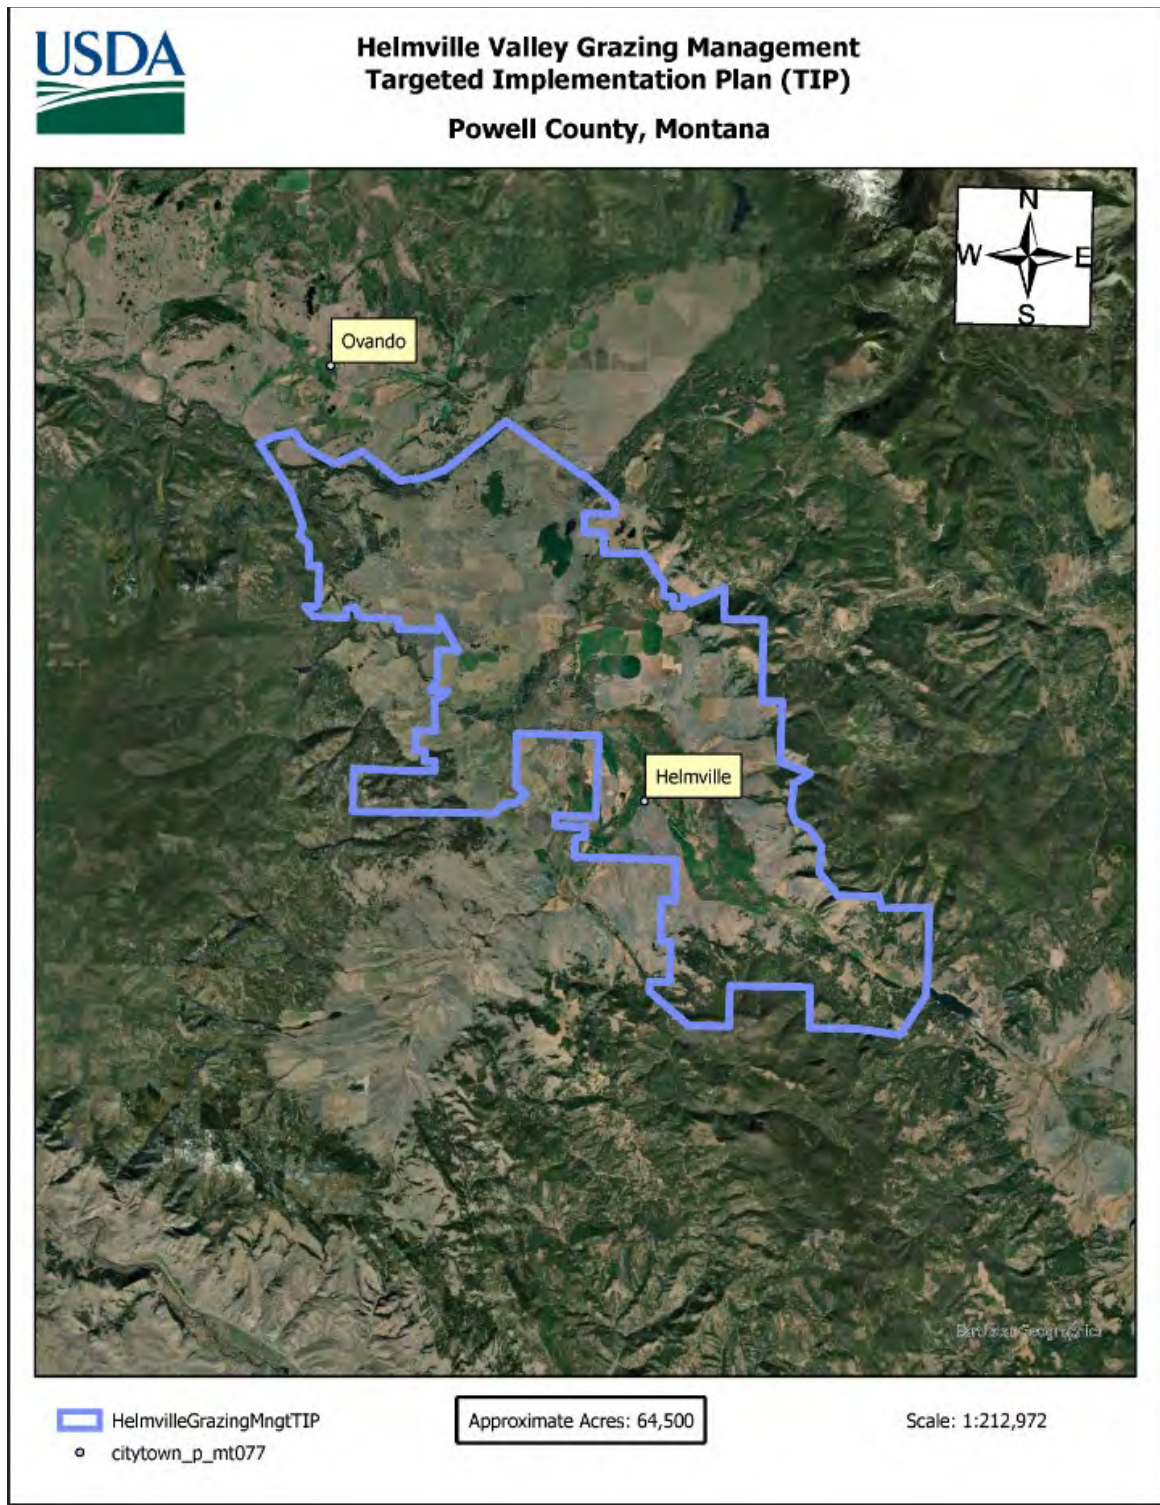 USDA
Helmville Valley Grazing Management
Targeted Implementation Plan (TIP)
Powell County, Montana
N
W E
S
Ovando
Helmville
HelmvilleGrazingMngtTIP
citytown_p_mt077
Approximate Acres: 64,500
Scale: 1:212,972